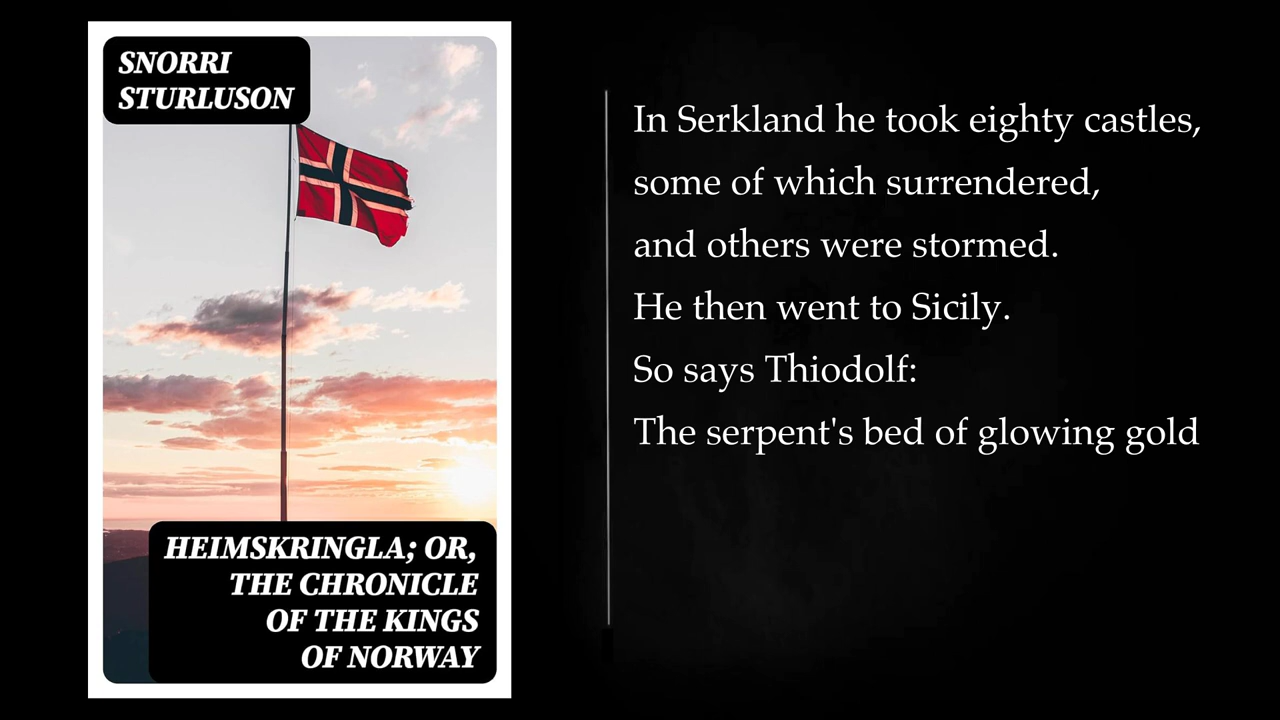 SNORRI
STURLUSON
HEIMSKRINGLA; OR,
THE CHRONICLE
OF THE KINGS
OF NORWAY
In Serkland he took eighty castles,
some of which surrendered,
and others were stormed.
He then went to Sicily.
So says Thiodolf:
The serpent's bed of glowing gold